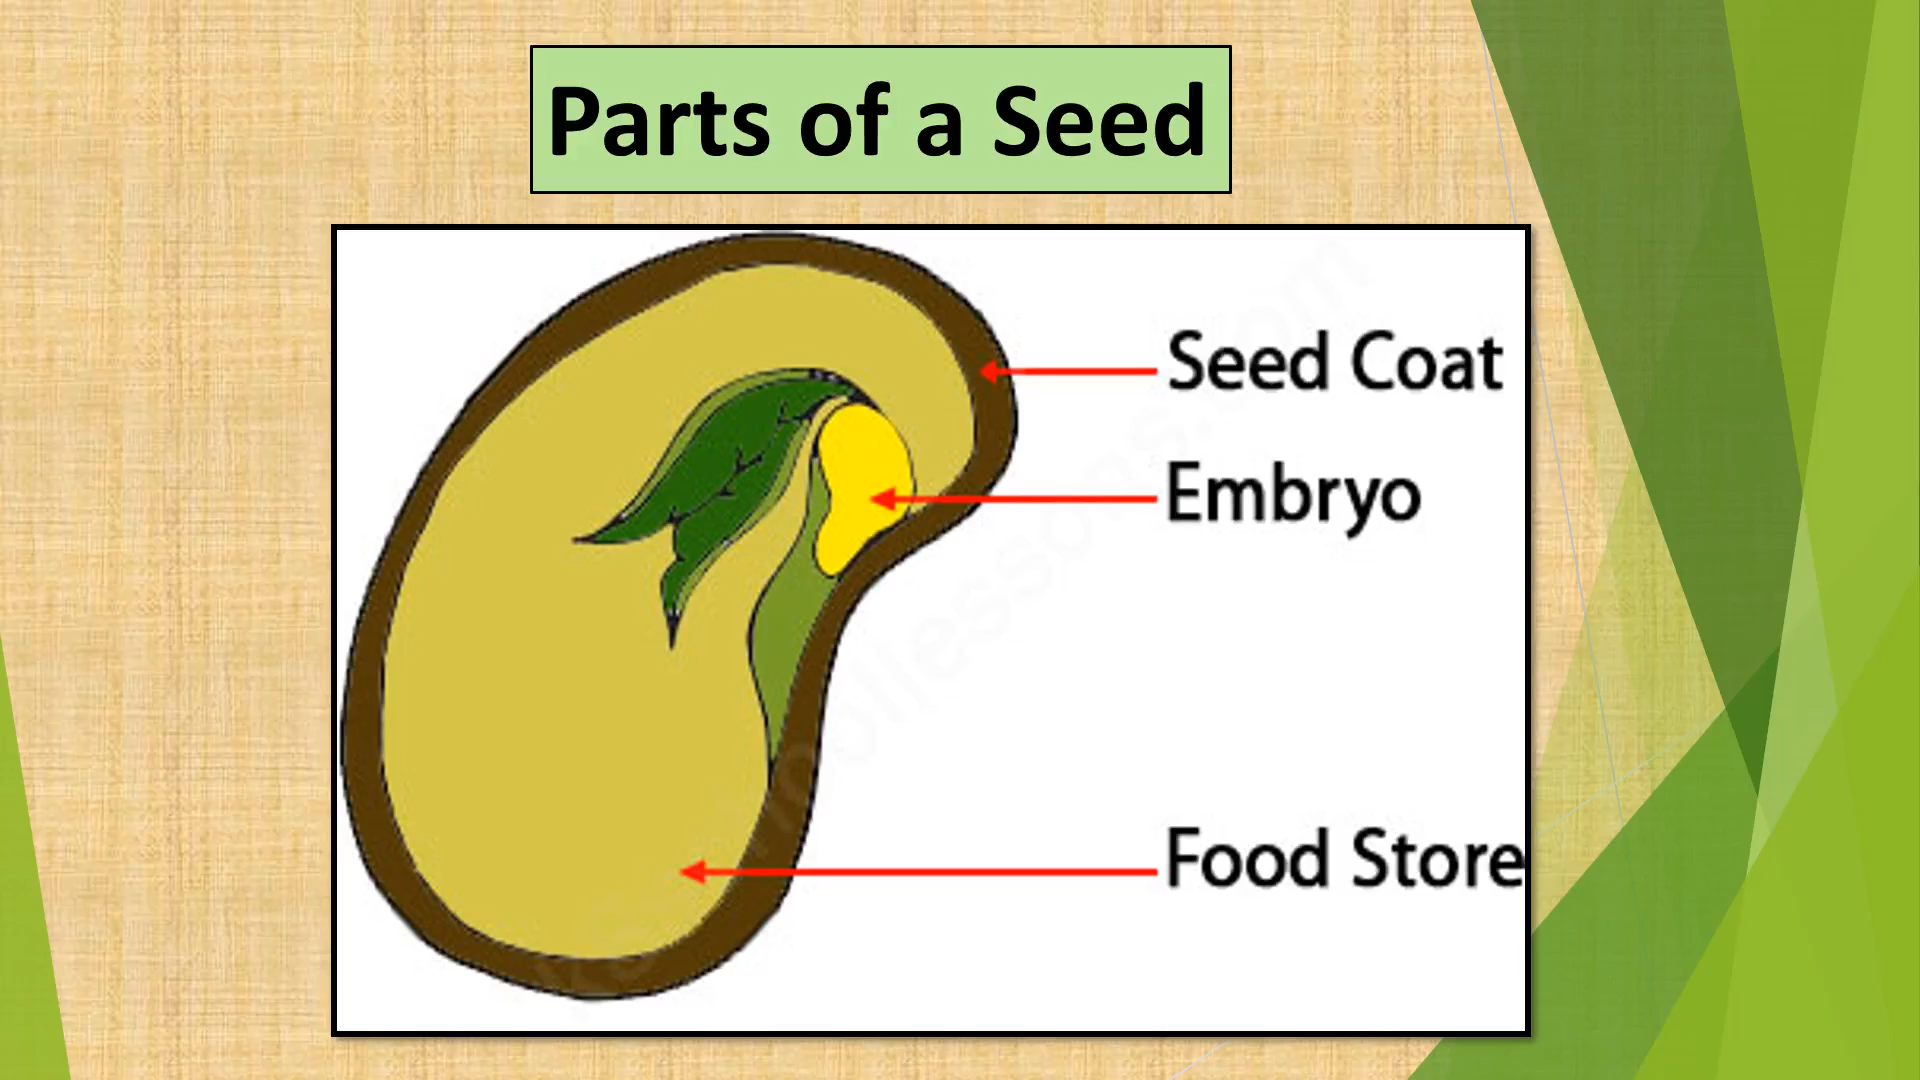 Parts of a Seed
Seed Coat
Embryo
Food Store